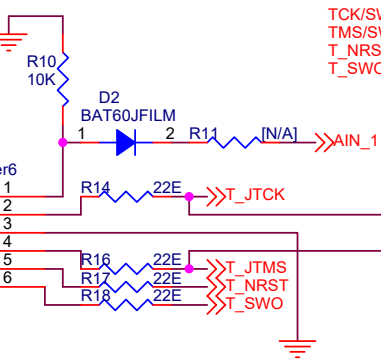 TCK/SW
TMS/SW
T_NRS
T_SWO
R10
10K
D2
BAT60JFILM
1 2 R11 [N/A] AIN_1
er6
1 R14 22E T_JTCK
2
3
4
5 R16 22E T_JTMS
6 R17 22E T_NRST
R18 22E T_SWO